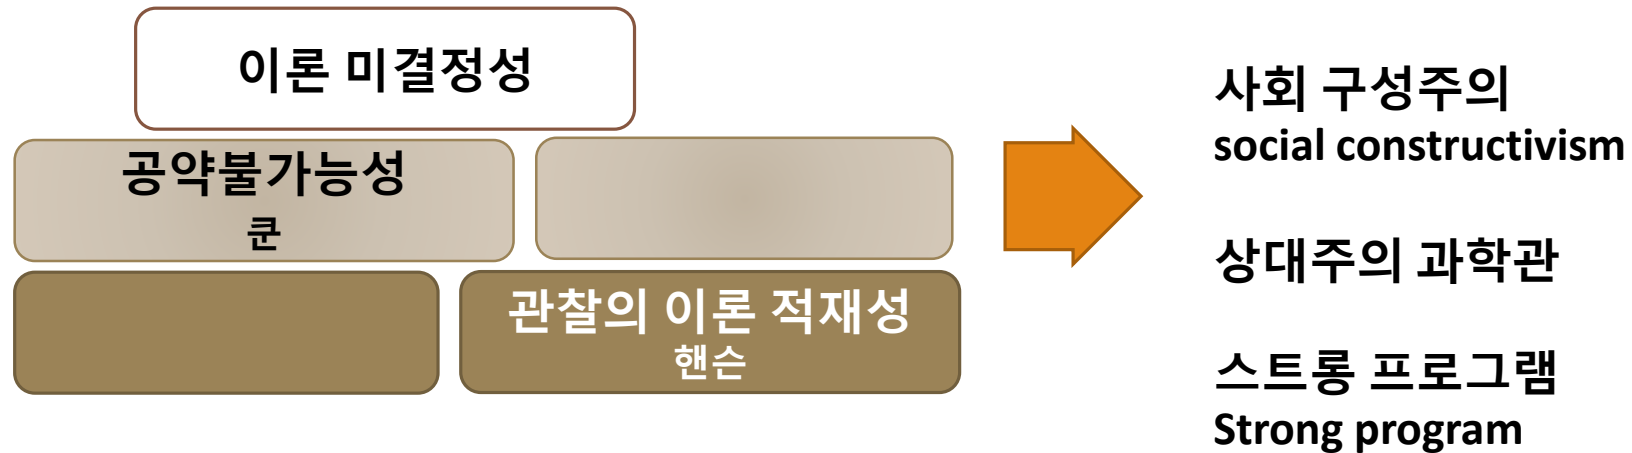 이론 미결정성
공약불가능성
쿤
관찰의 이론 적재성
핸슨
사회 구성주의
social constructivism
상대주의 과학관
스트롱 프로그램
Strong program